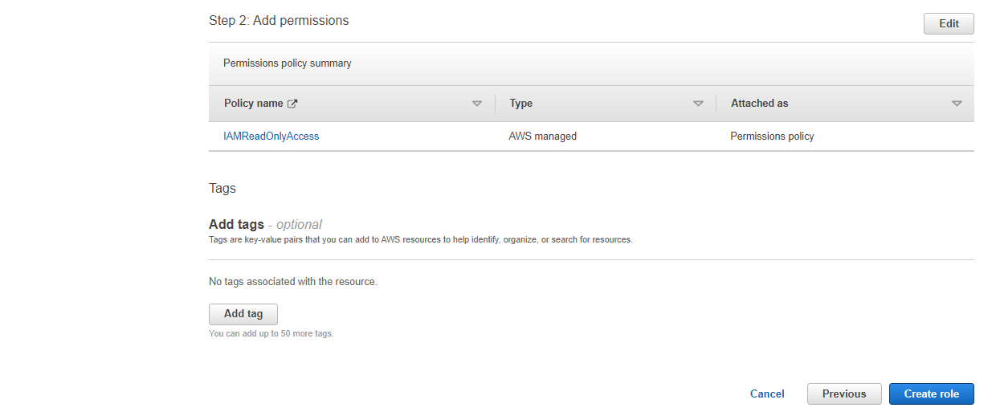 Step 2: Add permissions
Edit
Permissions policy summary
Policy name Type Attached as
IAMReadOnlyAccess AWS managed Permissions policy
Tags
Add tags - optional
Tags are key-value pairs that you can add to AWS resources to help identify, organize, or search for resources.
No tags associated with the resource.
Add tag
You can add up to 50 more tags.
Cancel Previous Create role